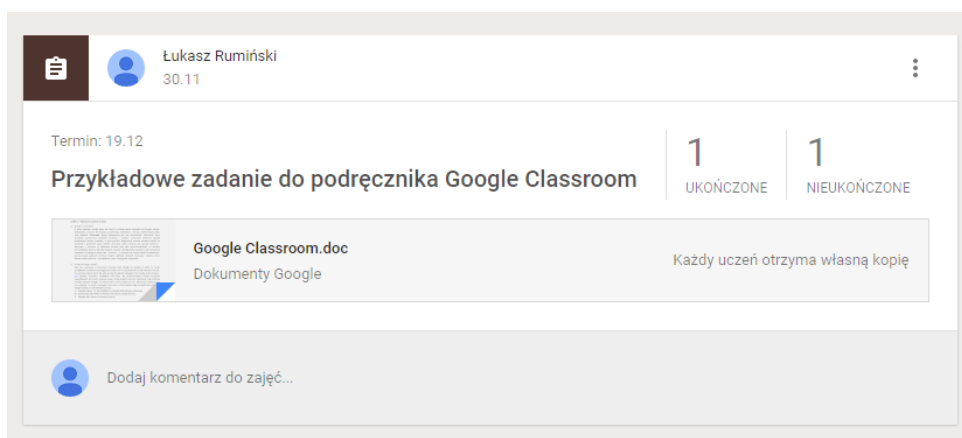 Łukasz Rumiński
30.11
Termin: 19.12
Przykładowe zadanie do podręcznika Google Classroom
1
UKOŃCZONE
1
NIEUKOŃCZONE
Google Classroom.doc
Dokumenty Google
Każdy uczeń otrzyma własną kopię
Dodaj komentarz do zajęć...